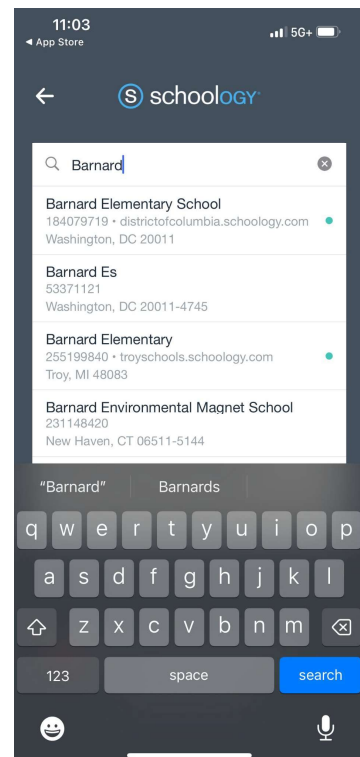 11:03
◀ App Store
5G+
S schoology
Barnard
Barnard Elementary School
184079719 • districtofcolumbia.schoology.com
Washington, DC 20011
Barnard Es
53371121
Washington, DC 20011-4745
Barnard Elementary
255199840 • troyschools.schoology.com
Troy, MI 48083
Barnard Environmental Magnet School
231148420
New Haven, CT 06511-5144
“Barnard” Barnards
q w e r t y u i o p
a s d f g h j k l
z x c v b n m
123 space search